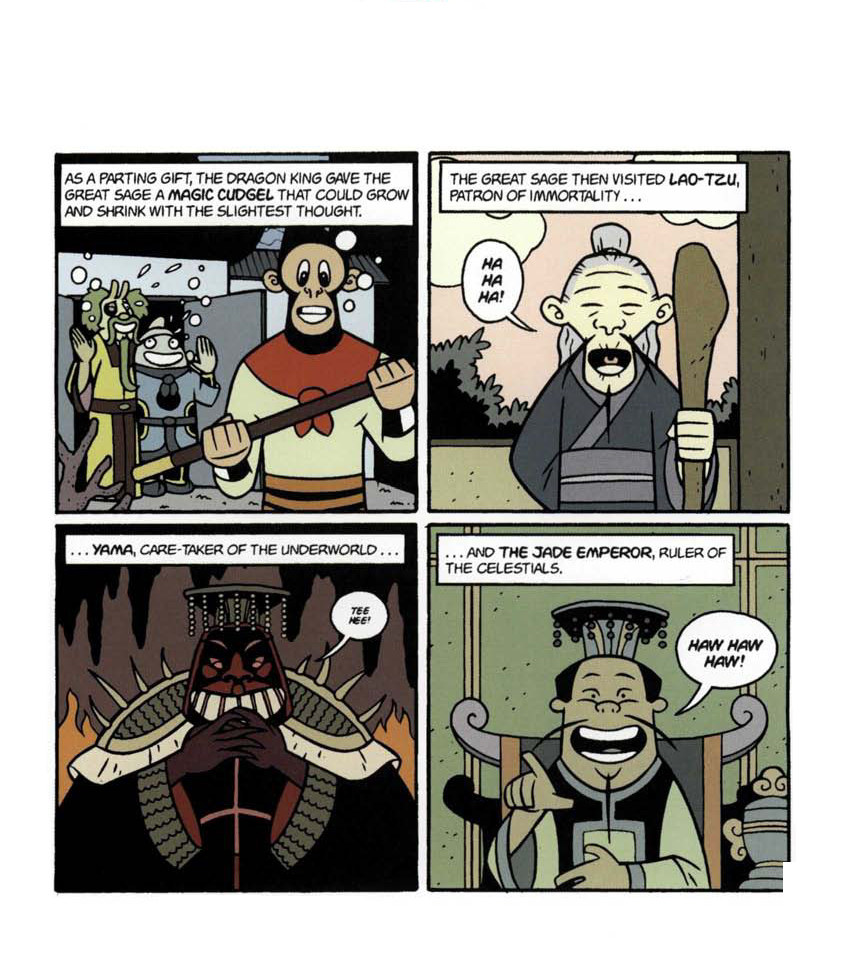 AS A PARTING GIFT, THE DRAGON KING GAVE THE
GREAT SAGE A MAGIC CUDGEL THAT COULD GROW
AND SHRINK WITH THE SLIGHTEST THOUGHT.
THE GREAT SAGE THEN VISITED LAO-TZU,
PATRON OF IMMORTALITY...
HA
HA
HA!
...YAMA, CARE-TAKER OF THE UNDERWORLD...
TEE
HEE!
...AND THE JADE EMPEROR, RULER OF
THE CELESTIALS.
HAW HAW
HAW!